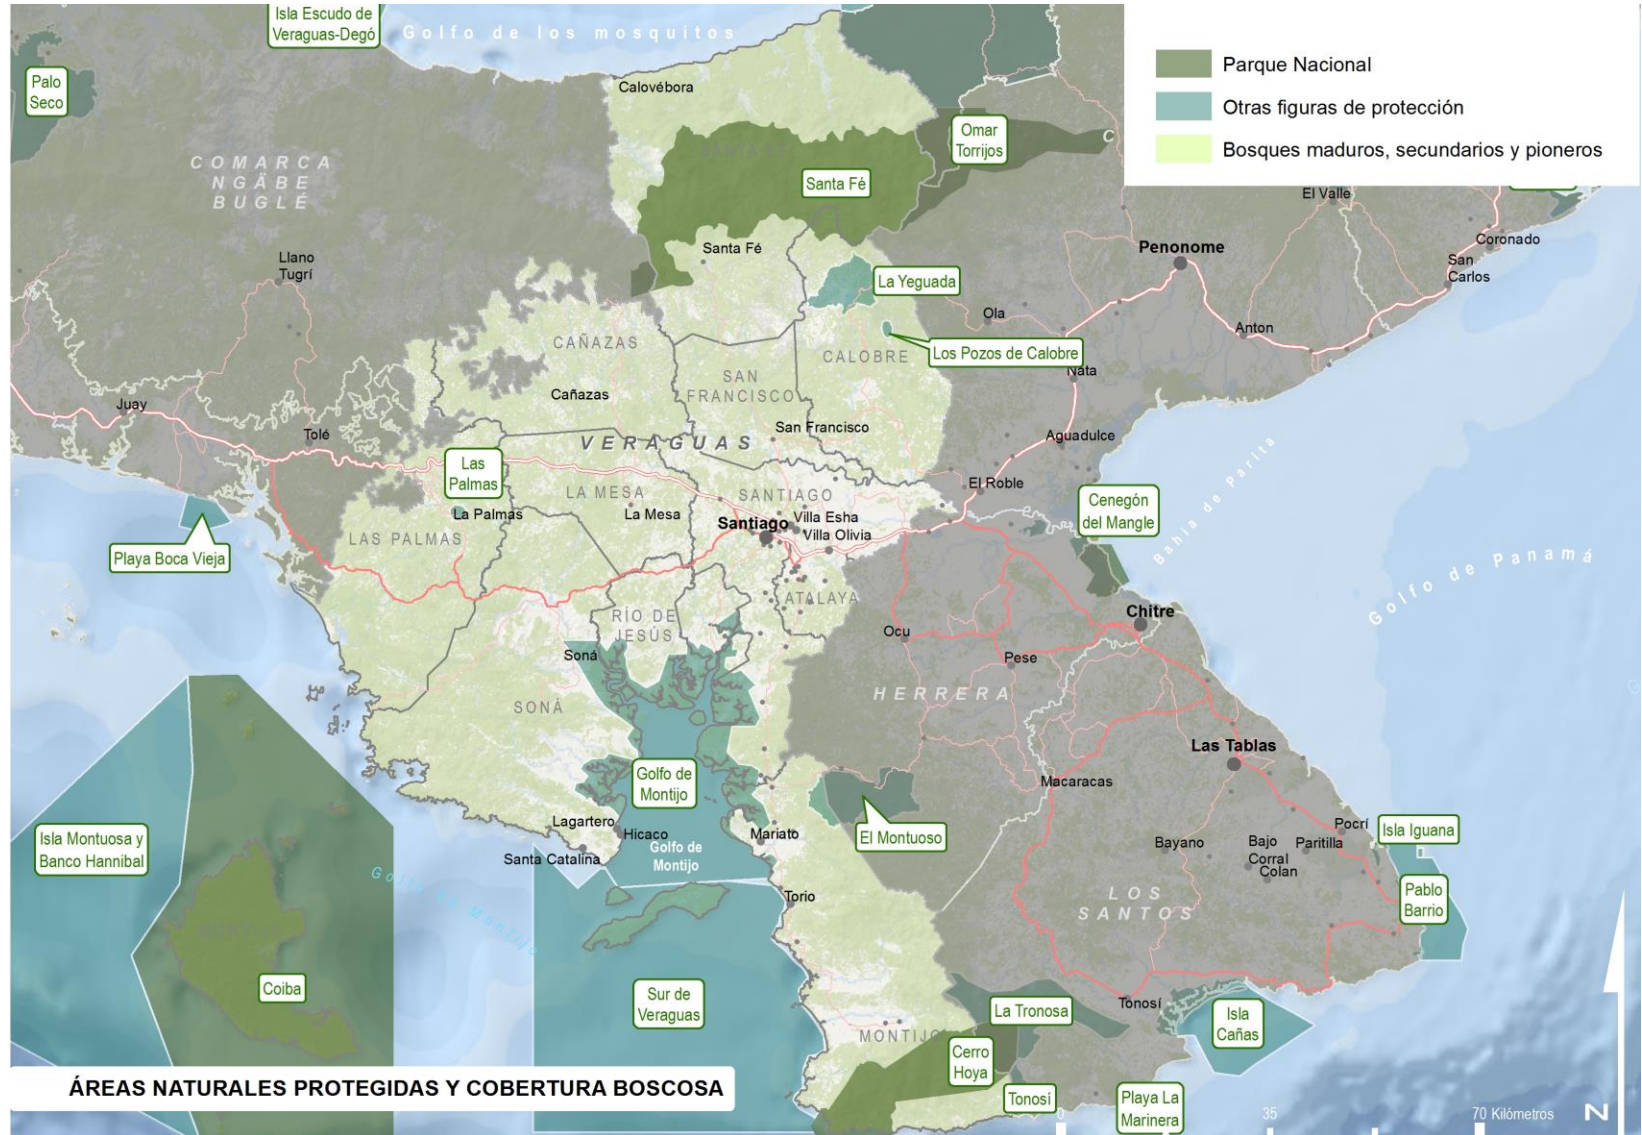 Isla Escudo de
Veraguas-Degó
Golfo de los mosquitos
Parque Nacional
Otras figuras de protección
Bosques maduros, secundarios y pioneros
Palo
Seco
Calovébora
Omar
Torrijos
C
COMARCA
NGÄBE
BUGLÉ
Santa Fé
El Valle
Santa Fé
Penonome
Coronado
San
Carlos
Llano
Tugrí
La Yeguada
Ola
Anton
CAÑAZAS
CALOBRE
Los Pozos de Calobre
Nata
SAN
FRANCISCO
Cañazas
Juay
Tolé
San Francisco
VERAGUAS
Aguadulce
Bahía de Parita
Las
Palmas
El Roble
LA MESA
SANTIAGO
Cenegón
del Mangle
La Palmas
La Mesa
Santiago
Villa Esha
Villa Olivia
LAS PALMAS
Playa Boca Vieja
Golfo de Panamá
ATALAYA
RÍO DE
JESÚS
Chitre
Ocu
Soná
Pese
HERRERA
SONÁ
Las Tablas
Golfo de
Montijo
Macaracas
Lagartero
Hicaco
Mariato
El Montuoso
Pocrí
Isla Iguana
Isla Montuosa y
Banco Hannibal
Santa Catalina
Golfo de
Montijo
Bayano
Bajo
Corral
Paritilla
Colan
Golfo de Montijo
Torio
LOS
SANTOS
Pablo
Barrio
Coiba
Sur de
Veraguas
La Tronosa
Tonosí
Isla
Cañas
MONTIJO
Cerro
Hoya
ÁREAS NATURALES PROTEGIDAS Y COBERTURA BOSCOSA
Tonosí
Playa La
Marinera
0 35 70 Kilómetros
N